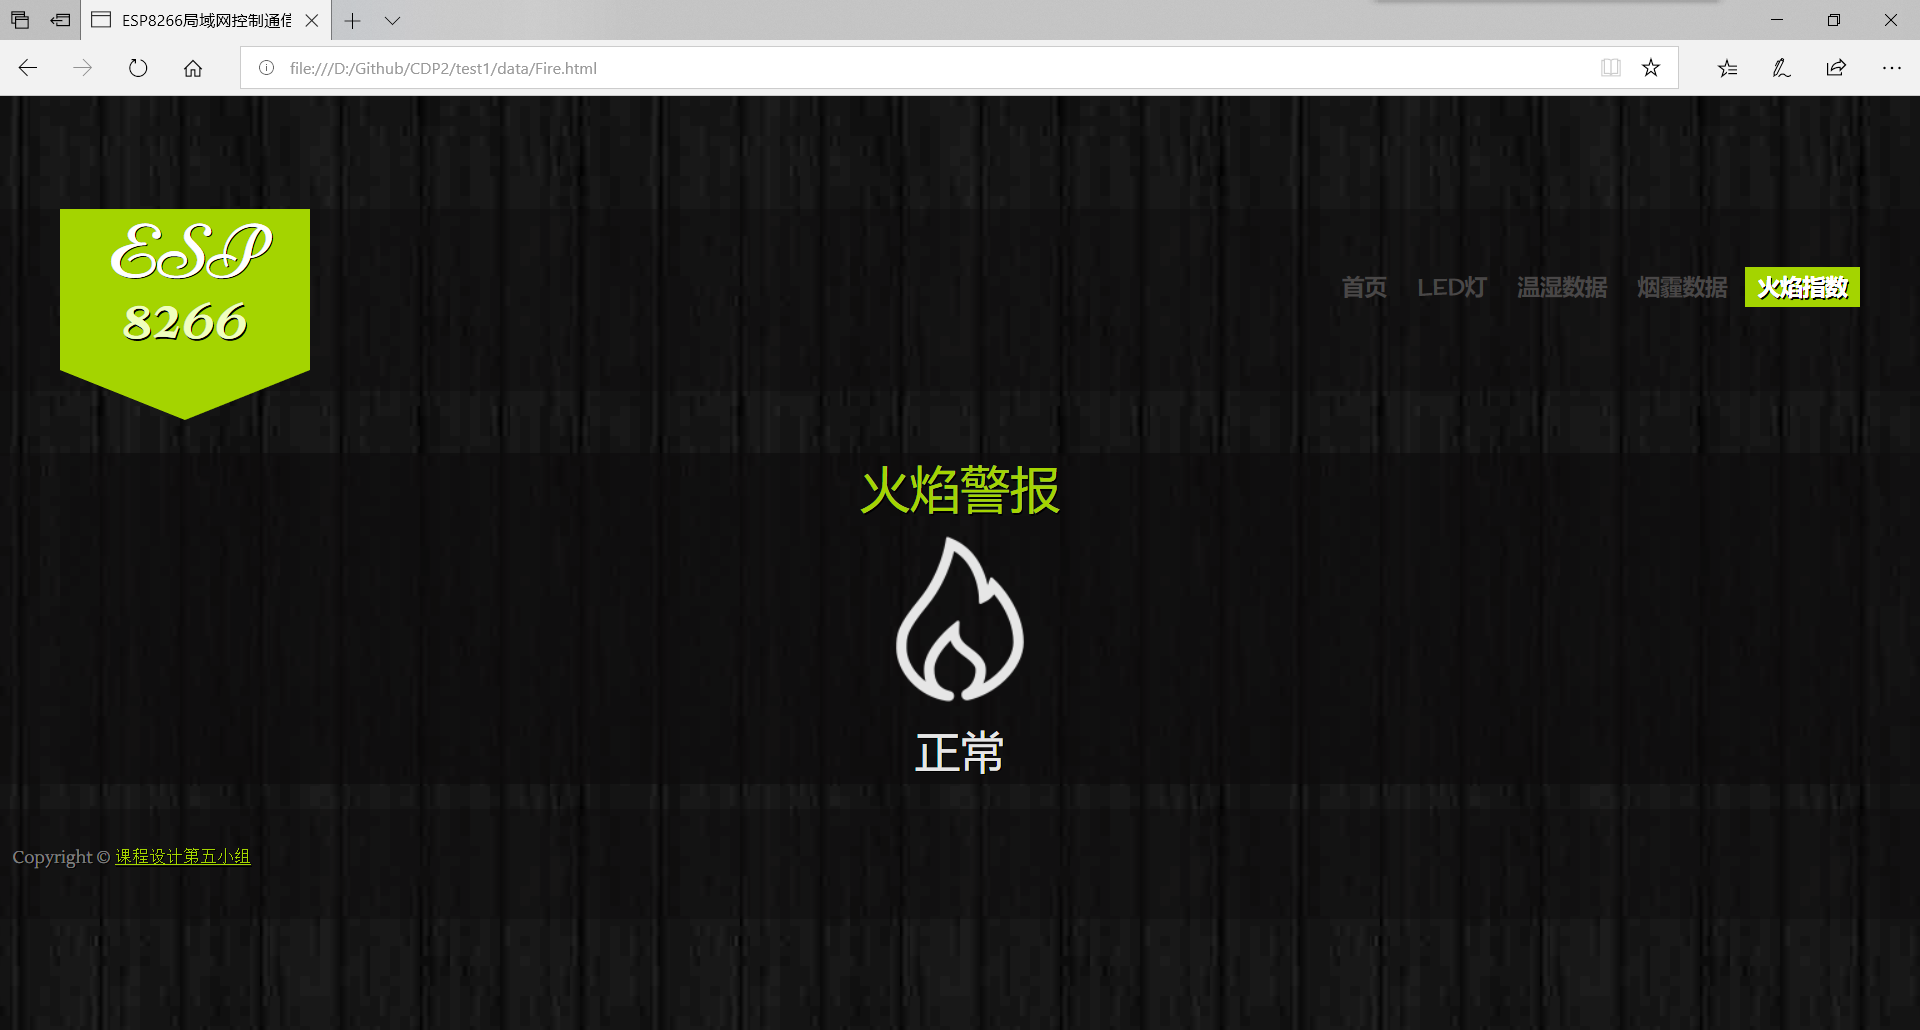 ESP8266局域网控制通信
file:///D:/Github/CDP2/test1/data/Fire.html
ESP
8266
首页 LED灯 温湿数据 烟霾数据 火焰指数
火焰警报
正常
Copyright © 课程设计第五小组